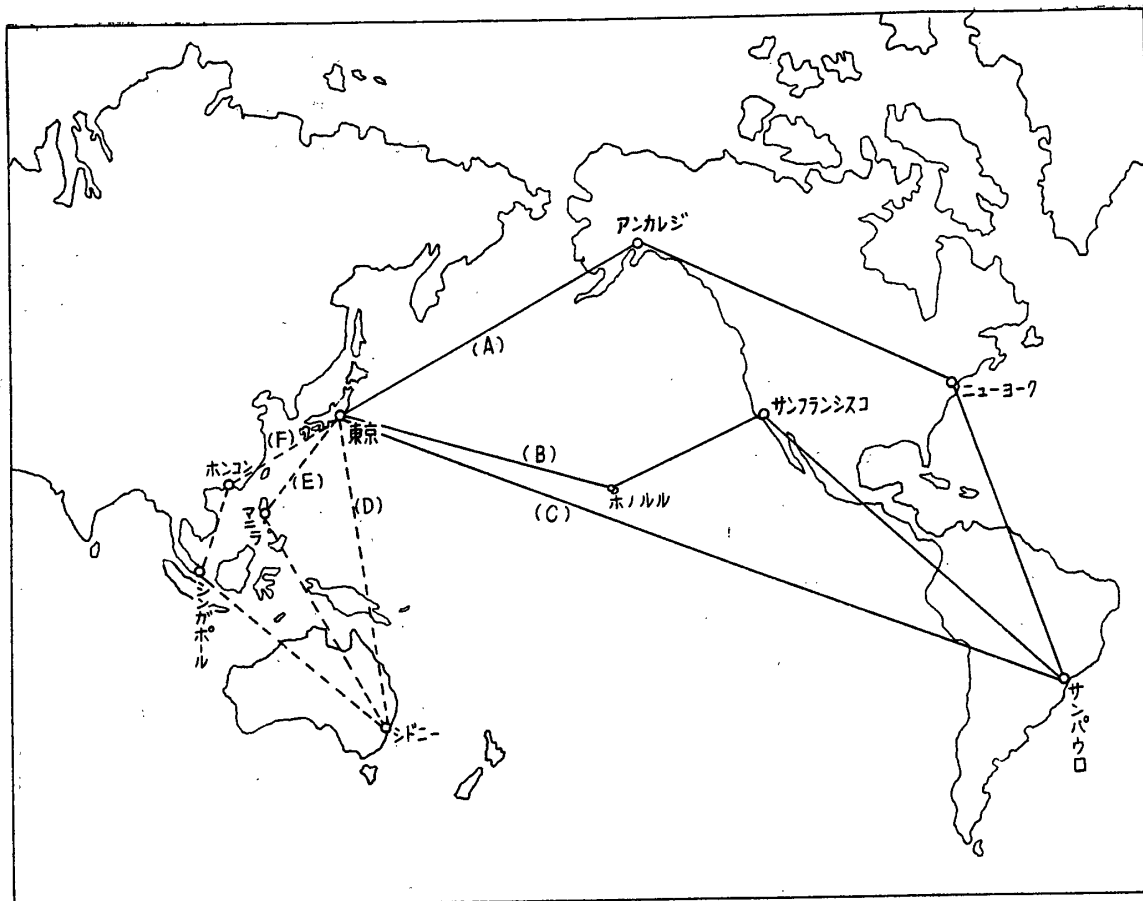 アンカレジ
(A)
ニューヨーク
サンフランシスコ
東京
(F)
(B)
ホンコン
(E)
(D)
ホノルル
(C)
マニラ
シンガポール
サンパウロ
シドニー